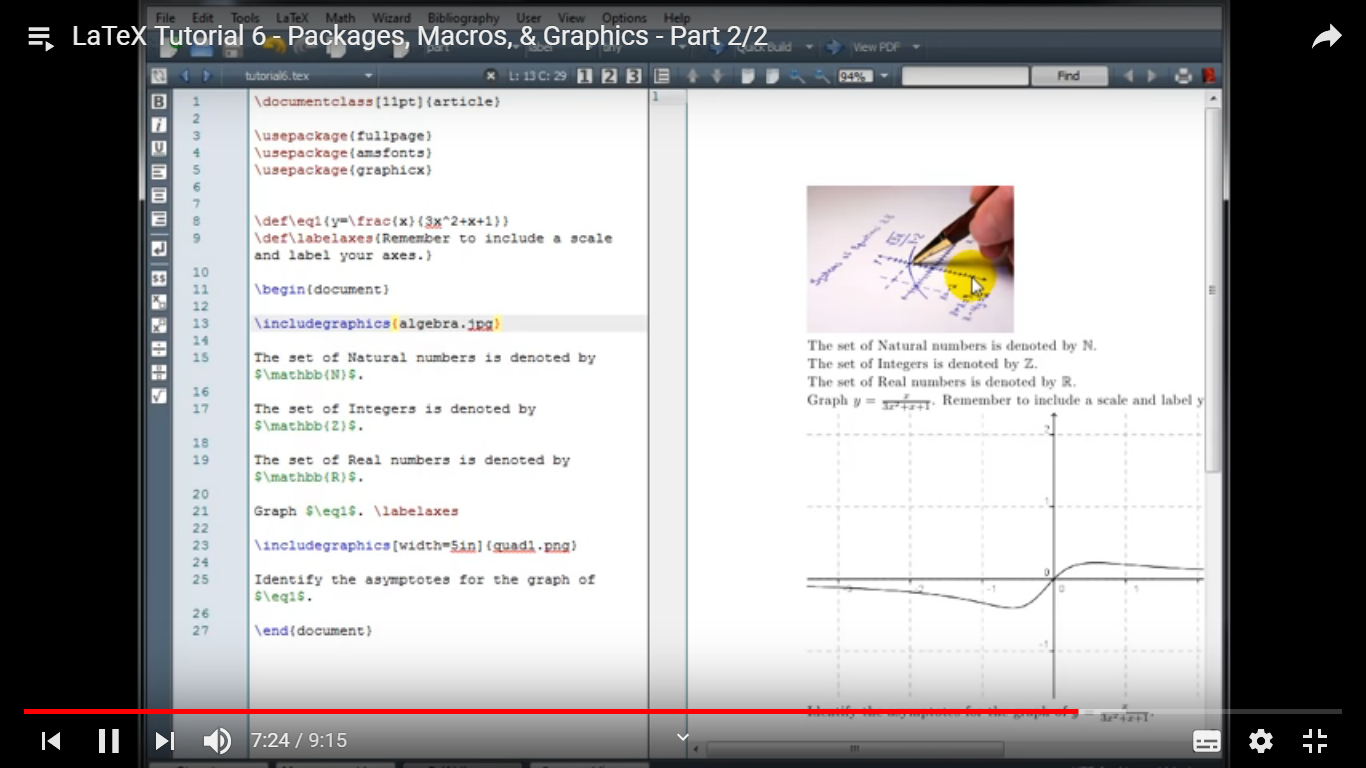 File Edit Tools LaTeX Math Wizard Bibliography User View Options Help
LaTeX Tutorial 6 - Packages, Macros, & Graphics - Part 2/2
Quick Build View PDF
tutorial6.tex L: 13 C: 29 1 2 3 94% Find
1 \documentclass[11pt]{article}
2
3 \usepackage{fullpage}
4 \usepackage{amsfonts}
5 \usepackage{graphicx}
6
7
8 \def\eq1{y=\frac{x}{3x^2+x+1}}
9 \def\labelaxes{Remember to include a scale
and label your axes.}
10
11 \begin{document}
12
13 \includegraphics{algebra.jpg}
14
15 The set of Natural numbers is denoted by
$\mathbb{N}$.
16
17 The set of Integers is denoted by
$\mathbb{Z}$.
18
19 The set of Real numbers is denoted by
$\mathbb{R}$.
20
21 Graph $\eq1$. \labelaxes
22
23 \includegraphics[width=5in]{quad1.png}
24
25 Identify the asymptotes for the graph of
$\eq1$.
26
27 \end{document}
1
The set of Natural numbers is denoted by ℕ.
The set of Integers is denoted by ℤ.
The set of Real numbers is denoted by ℝ.
Graph y = x/(3x²+x+1). Remember to include a scale and label y
2
1
0
-3 -2 -1 0 1
-1
Identify the asymptotes for the graph of y = x/(3x²+x+1).
7:24 / 9:15